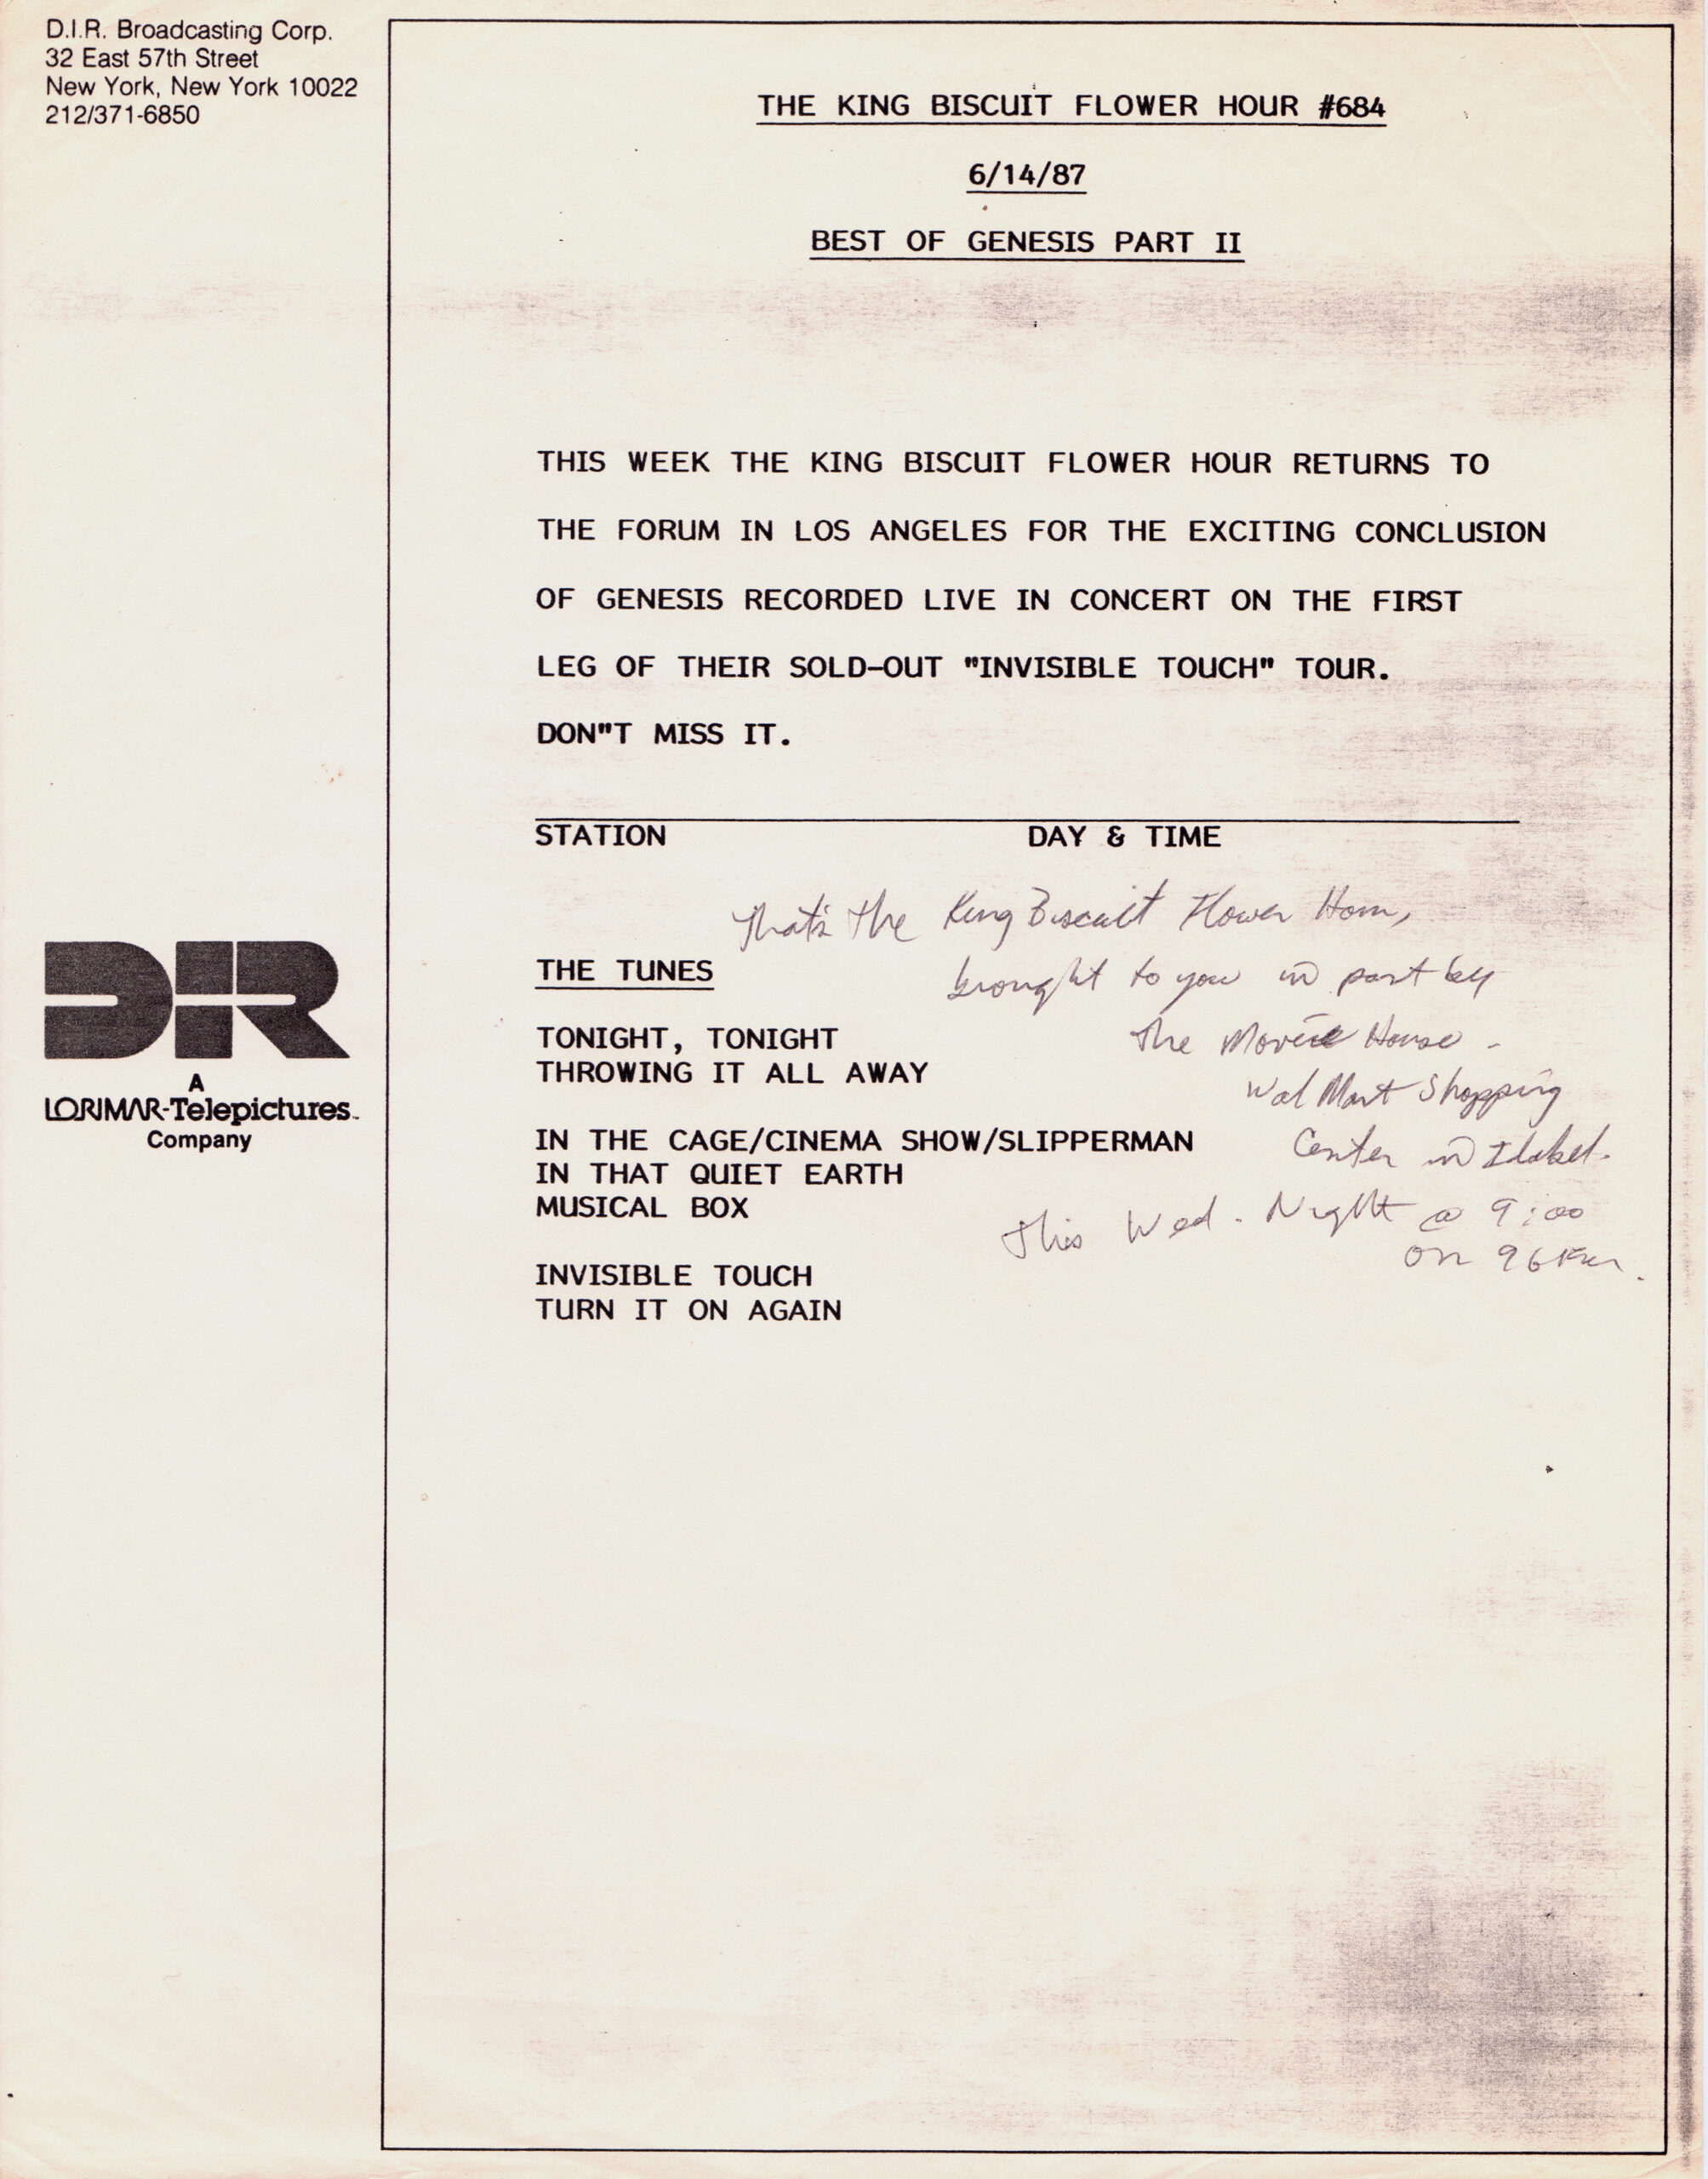 D.I.R. Broadcasting Corp.
32 East 57th Street
New York, New York 10022
212/371-6850
THE KING BISCUIT FLOWER HOUR #684
6/14/87
BEST OF GENESIS PART II
THIS WEEK THE KING BISCUIT FLOWER HOUR RETURNS TO
THE FORUM IN LOS ANGELES FOR THE EXCITING CONCLUSION
OF GENESIS RECORDED LIVE IN CONCERT ON THE FIRST
LEG OF THEIR SOLD-OUT "INVISIBLE TOUCH" TOUR.
DON"T MISS IT.
STATION DAY & TIME
That's the King Biscuit Flower Hour,
brought to you in part by
The Movie House -
Wal Mart Shopping
Center in Idabel.
This Wed. Night @ 9:00
on 96
THE TUNES
TONIGHT, TONIGHT
THROWING IT ALL AWAY
IN THE CAGE/CINEMA SHOW/SLIPPERMAN
IN THAT QUIET EARTH
MUSICAL BOX
INVISIBLE TOUCH
TURN IT ON AGAIN
DIR
A
LORIMAR-Telepictures
Company